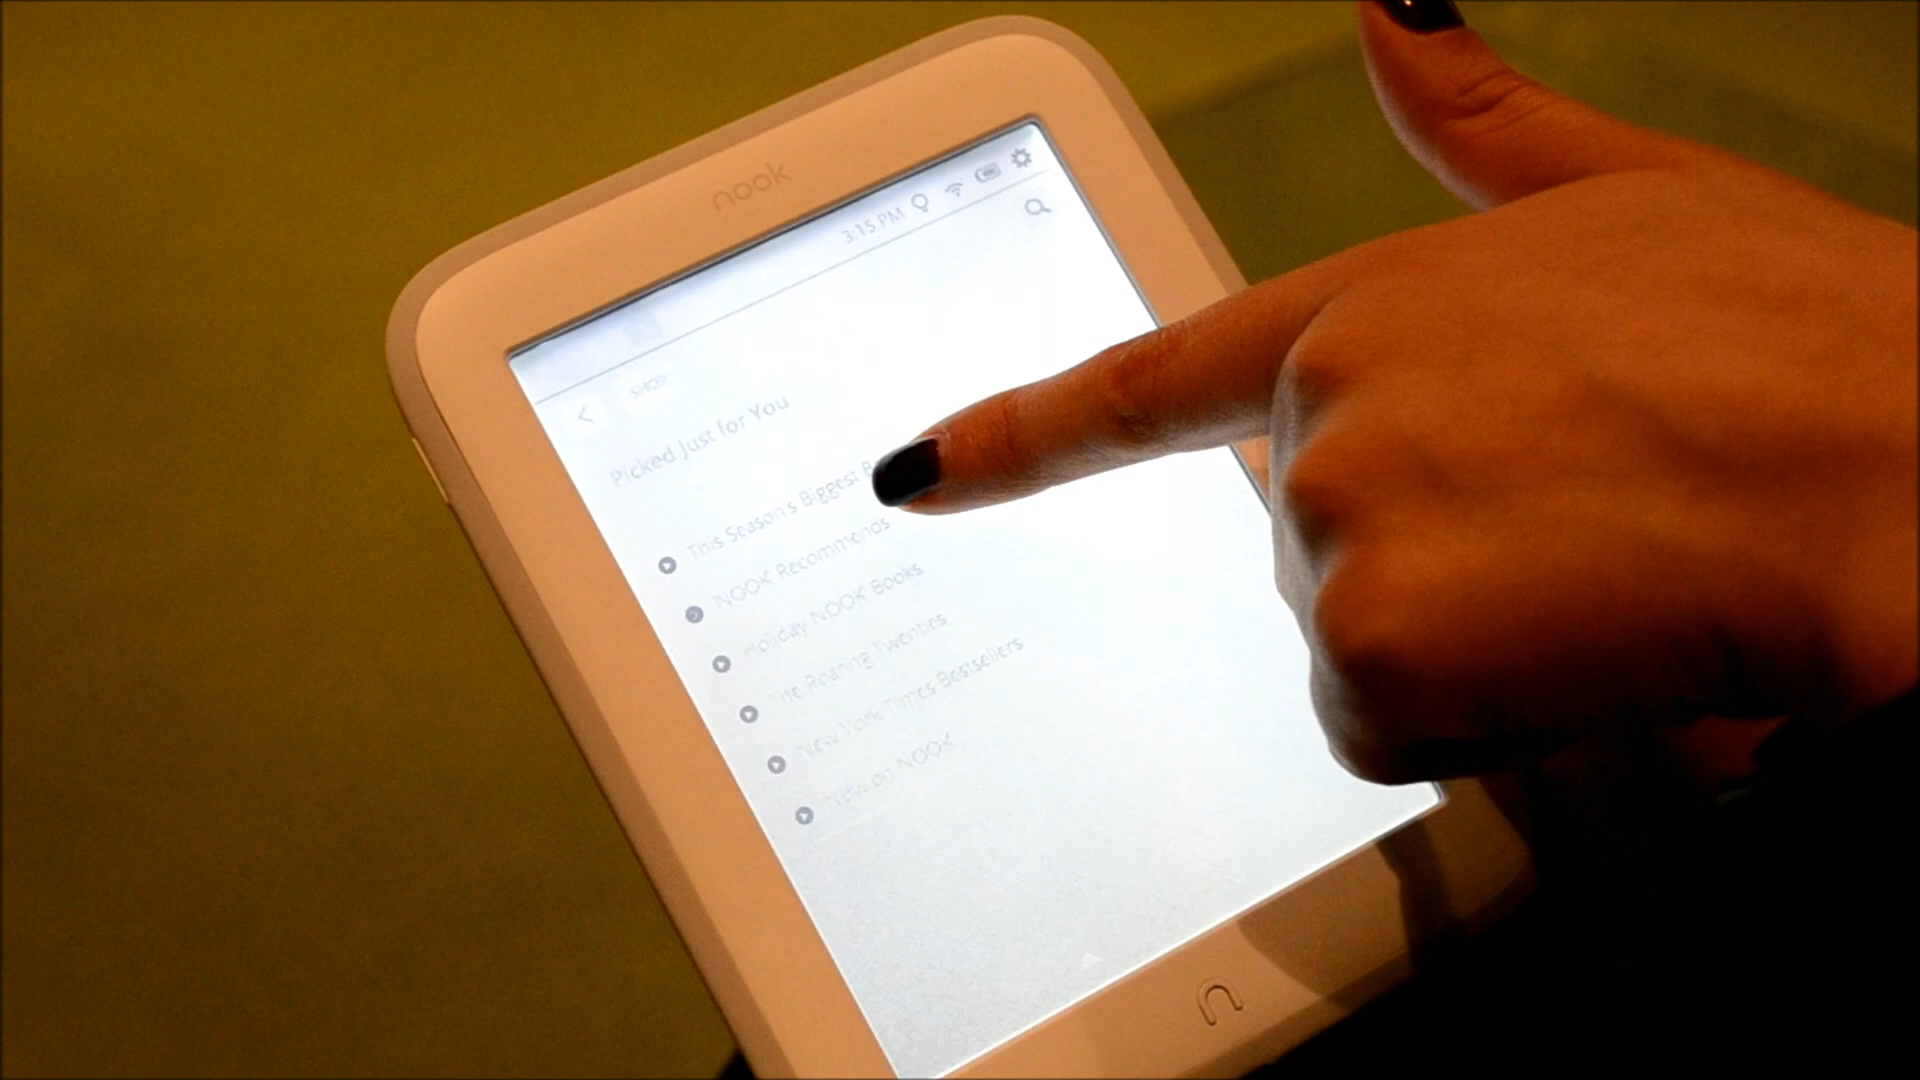 nook
3:15 PM
SHOP
Picked Just for You
This Season's Biggest B
NOOK Recommends
Holiday NOOK Books
The Roaring Twenties
New York Times Bestsellers
New on NOOK
n